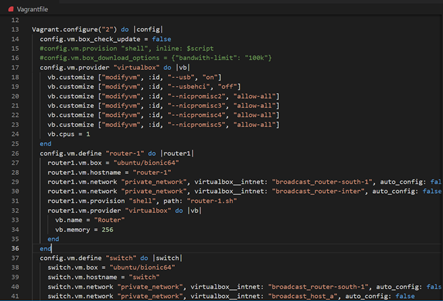 Vagrantfile
12
13 Vagrant.configure("2") do |config|
14 config.vm.box_check_update = false
15 #config.vm.provision "shell", inline: $script
16 #config.vm.box_download_options = {"bandwith-limit": "100k"}
17 config.vm.provider "virtualbox" do |vb|
18 vb.customize ["modifyvm", :id, "--usb", "on"]
19 vb.customize ["modifyvm", :id, "--usbehci", "off"]
20 vb.customize ["modifyvm", :id, "--nicpromisc2", "allow-all"]
21 vb.customize ["modifyvm", :id, "--nicpromisc3", "allow-all"]
22 vb.customize ["modifyvm", :id, "--nicpromisc4", "allow-all"]
23 vb.customize ["modifyvm", :id, "--nicpromisc5", "allow-all"]
24 vb.cpus = 1
25 end
26 config.vm.define "router-1" do |router1|
27 router1.vm.box = "ubuntu/bionic64"
28 router1.vm.hostname = "router-1"
29 router1.vm.network "private_network", virtualbox__intnet: "broadcast_router-south-1", auto_config: fal
30 router1.vm.network "private_network", virtualbox__intnet: "broadcast_router-inter", auto_config: false
31 router1.vm.provision "shell", path: "router-1.sh"
32 router1.vm.provider "virtualbox" do |vb|
33 vb.name = "Router"
34 vb.memory = 256
35 end
36 end
37 config.vm.define "switch" do |switch|
38 switch.vm.box = "ubuntu/bionic64"
39 switch.vm.hostname = "switch"
40 switch.vm.network "private_network", virtualbox__intnet: "broadcast_router-south-1", auto_config: fals
41 switch.vm.network "private_network", virtualbox__intnet: "broadcast_host_a", auto_config: false